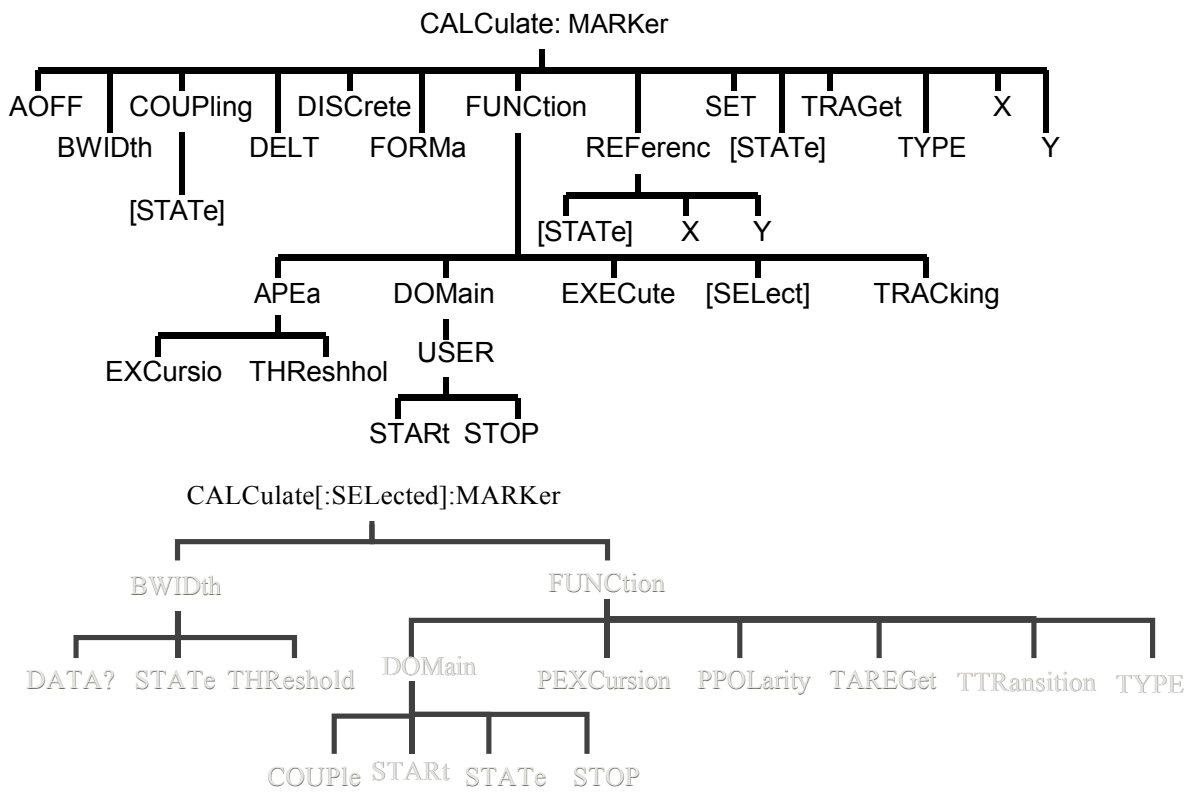 CALCulate: MARKer
AOFF COUPling DISCrete FUNCtion SET TRAGet X
BWIDth DELT FORMa REFerenc [STATe] TYPE Y
[STATe]
[STATe] X Y
APEa DOMain EXECute [SELect] TRACking
EXCursio THReshhol USER
STARt STOP
CALCulate[:SELected]:MARKer
BWIDth FUNCtion
DATA? STATe THReshold DOMain PEXCursion PPOLarity TAREGet TTRansition TYPE
COUPle STARt STATe STOP